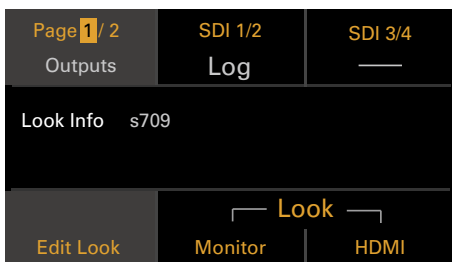 Page 1 / 2 SDI 1/2 SDI 3/4
Outputs Log ——
Look Info s709
Look
Edit Look Monitor HDMI